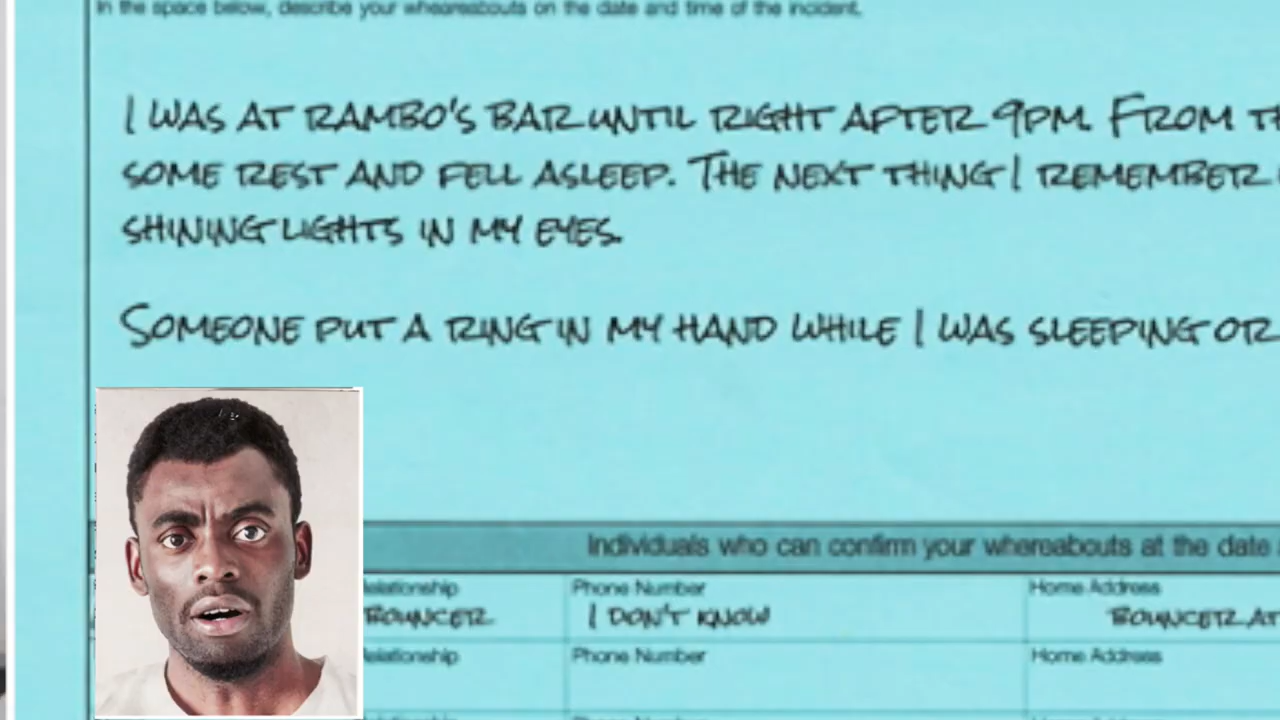 In the space below, describe your wheareabouts on the date and time of the incident.
I WAS AT RAMBO'S BAR UNTIL RIGHT AFTER 9PM. FROM
SOME REST AND FELL ASLEEP. THE NEXT THING I REMEMBER
SHINING LIGHTS IN MY EYES.
SOMEONE PUT A RING IN MY HAND WHILE I WAS SLEEPING OR
Individuals who can confirm your whereabouts at the date
Relationship Phone Number Home Address
BOUNCER I DON'T KNOW BOUNCER AT
Relationship Phone Number Home Address